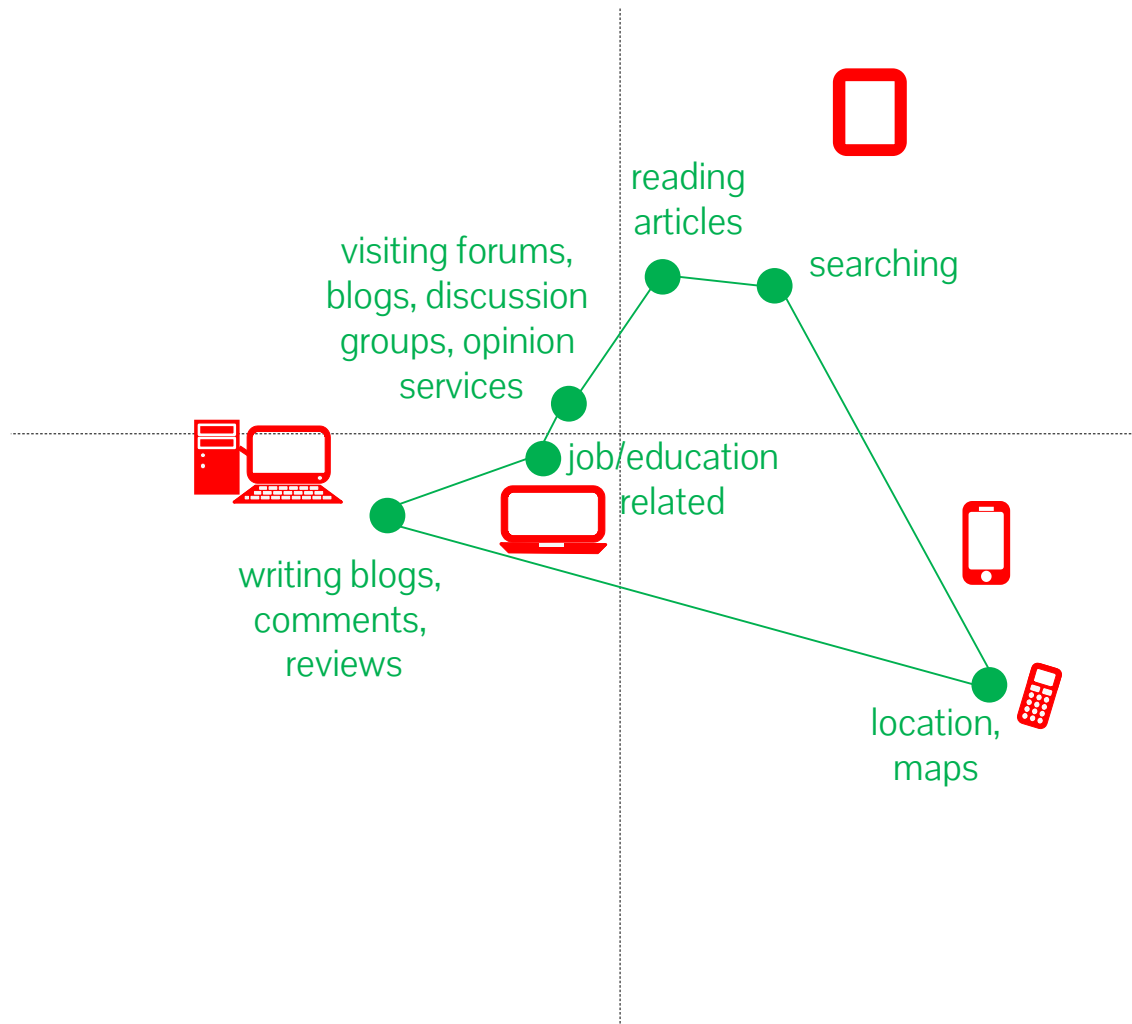 reading
articles
searching
visiting forums,
blogs, discussion
groups, opinion
services
job/education
related
writing blogs,
comments,
reviews
location,
maps